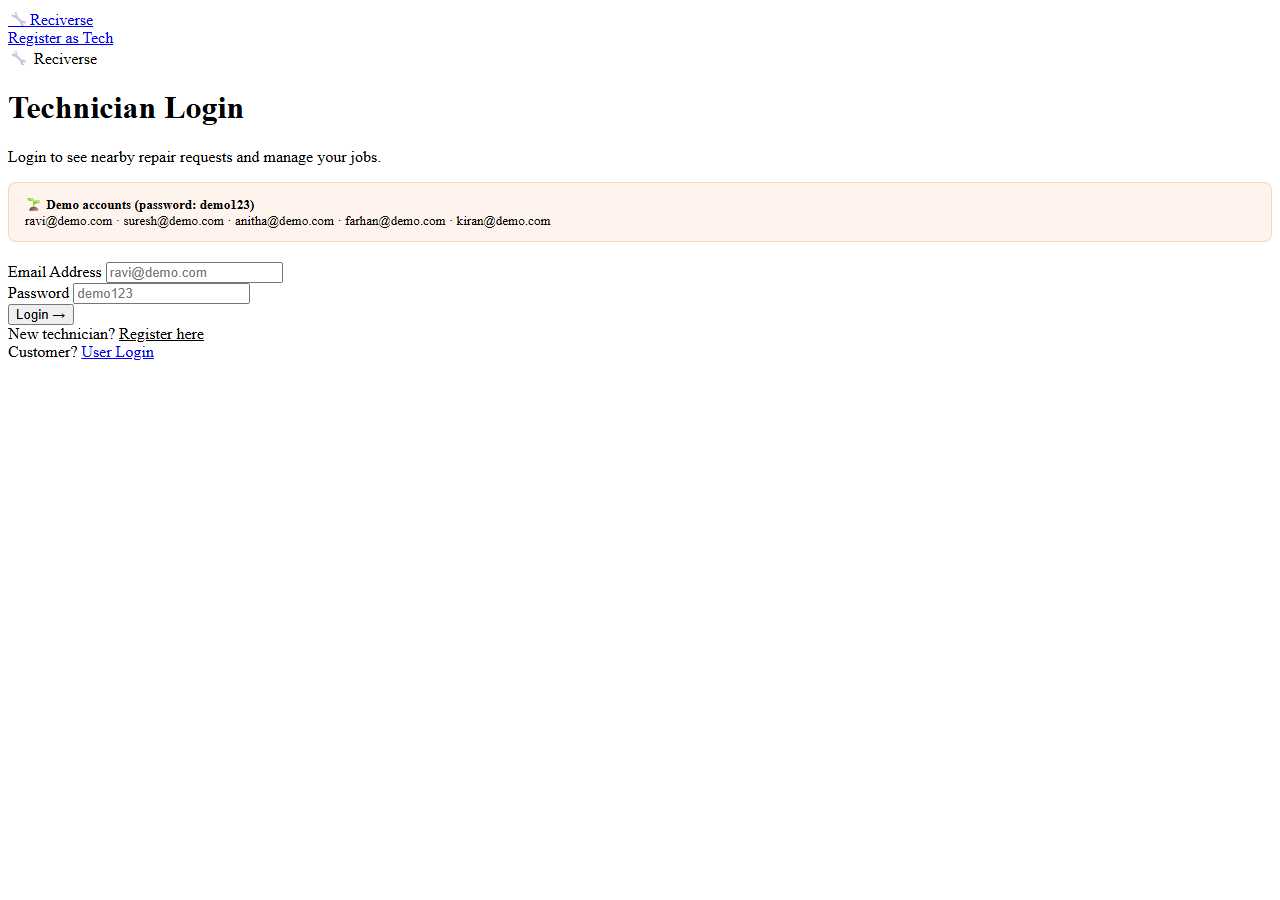 🔧 Reciverse
Register as Tech
🔧 Reciverse
Technician Login
Login to see nearby repair requests and manage your jobs.
🌱 Demo accounts (password: demo123)
ravi@demo.com · suresh@demo.com · anitha@demo.com · farhan@demo.com · kiran@demo.com
Email Address ravi@demo.com
Password demo123
Login →
New technician? Register here
Customer? User Login